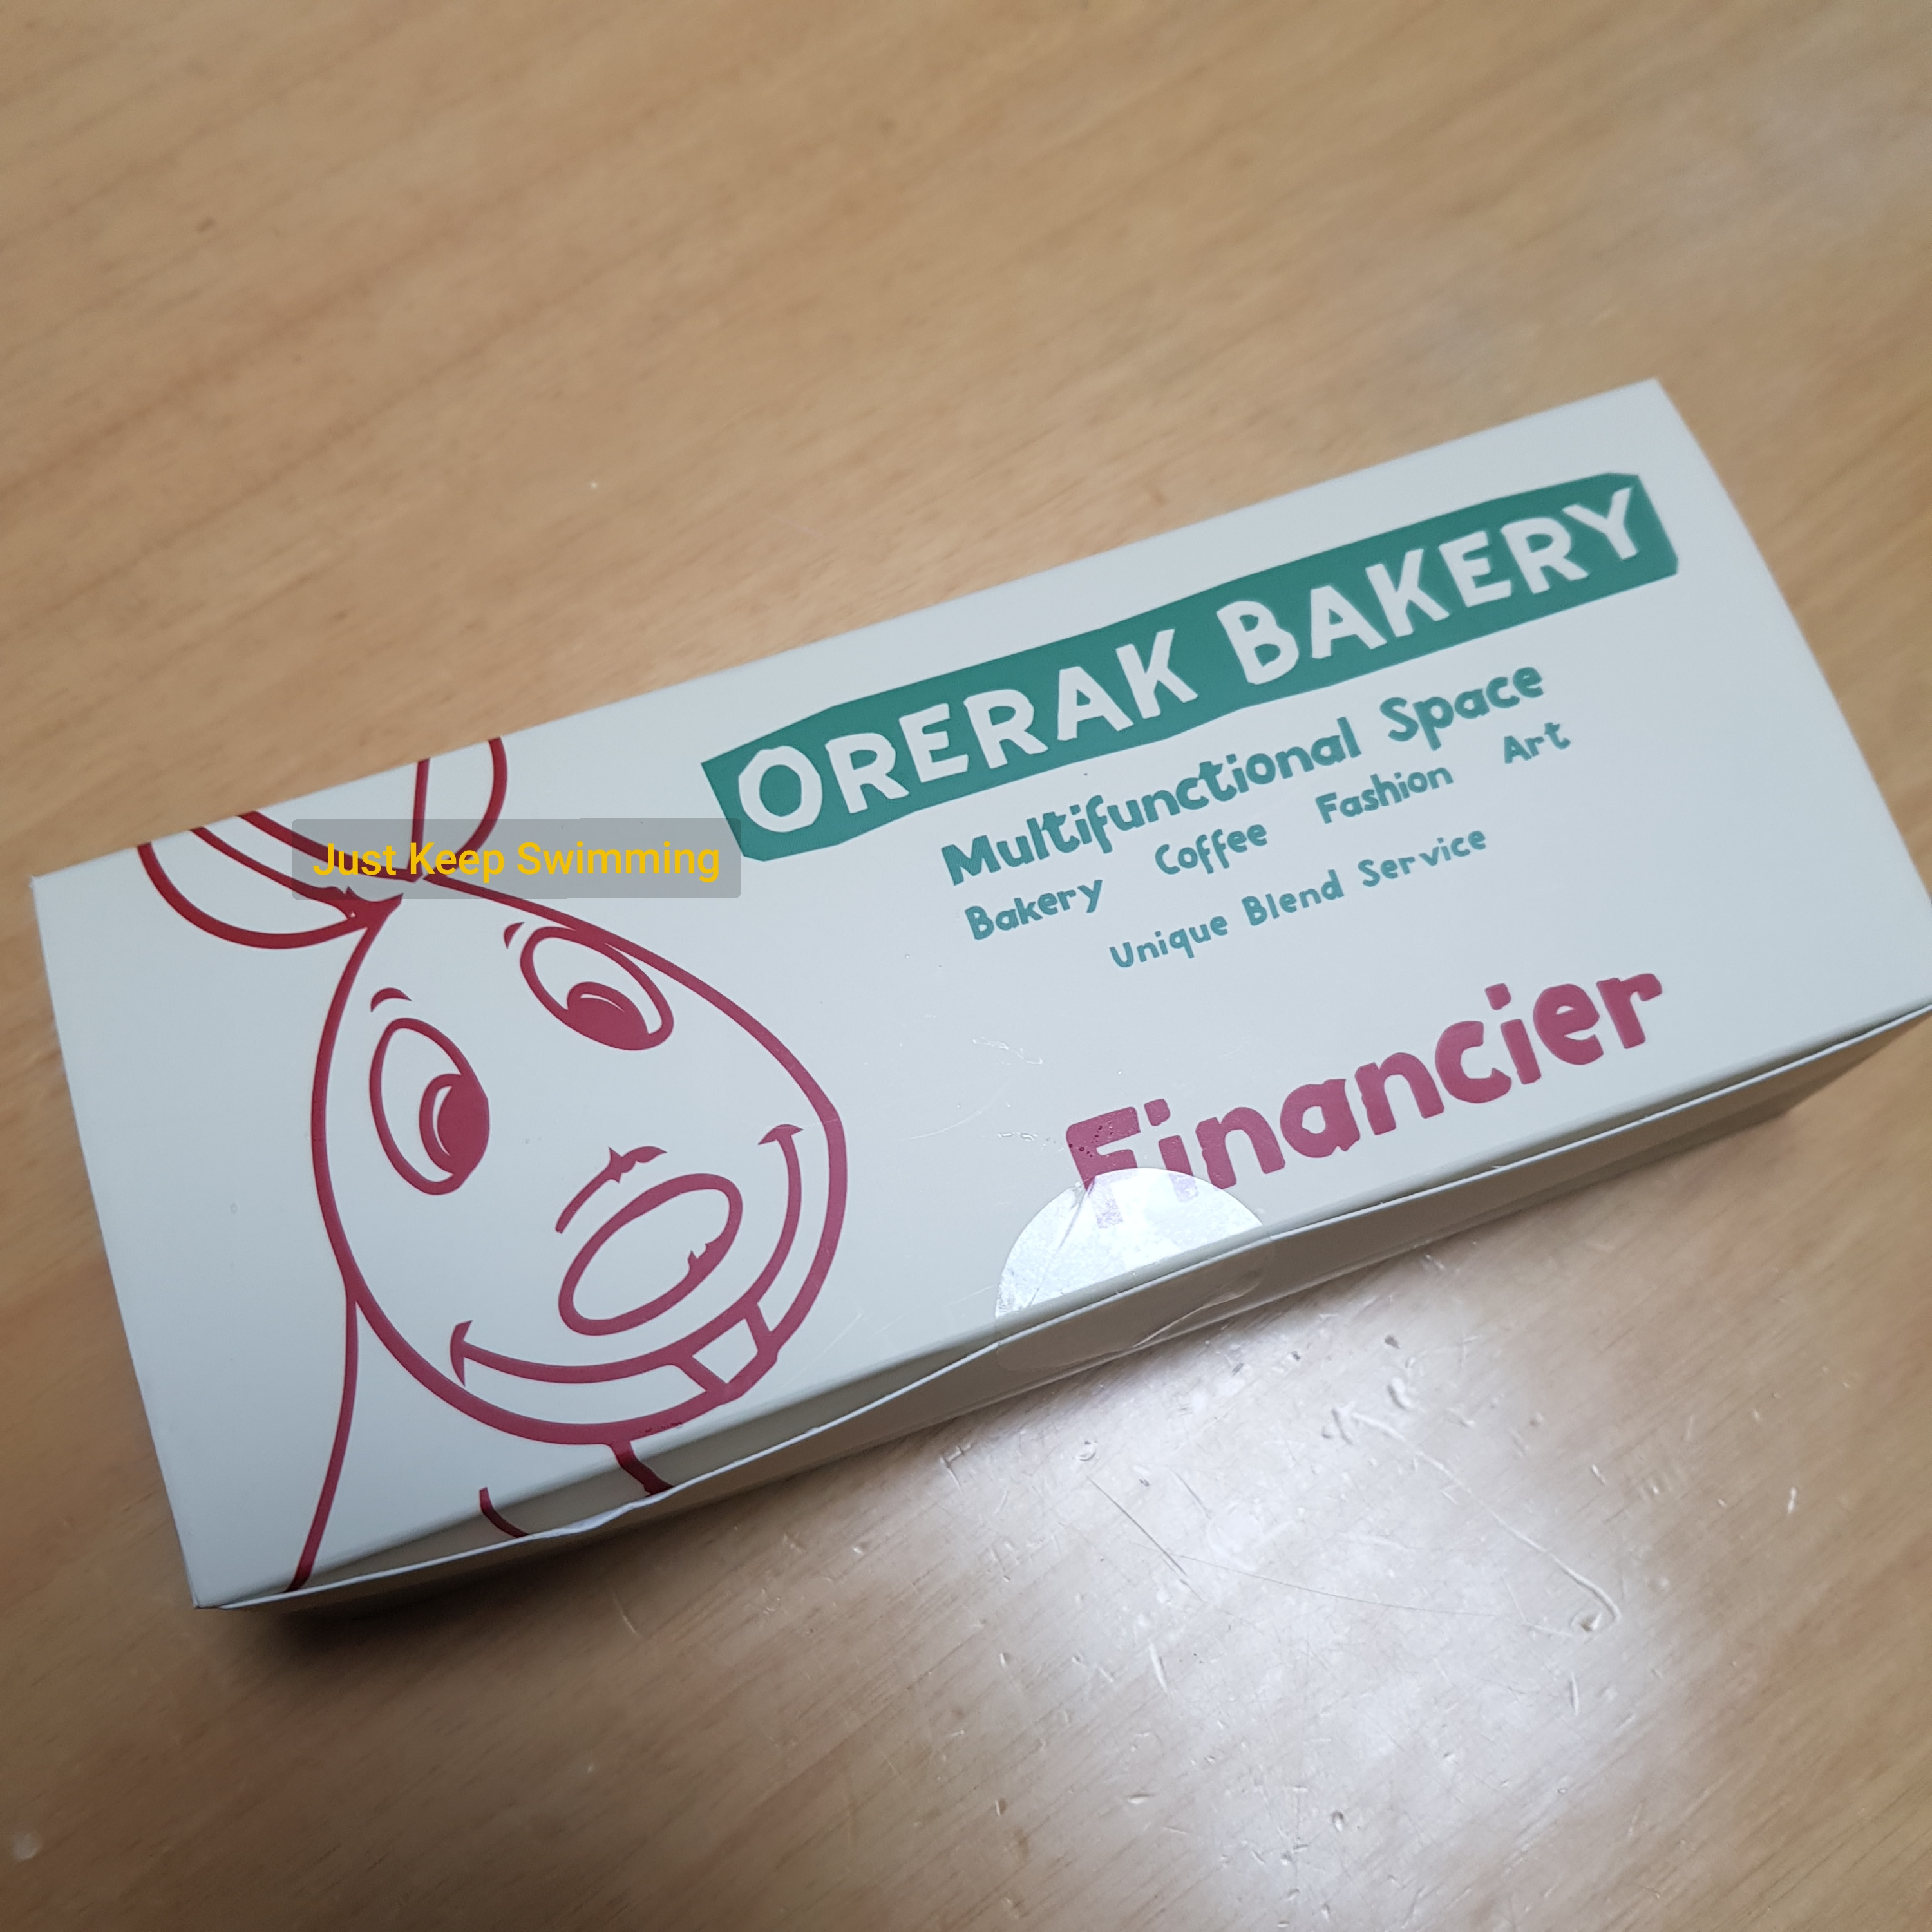 ORERAK BAKERY
Multifunctional Space
Bakery Coffee Fashion Art
Unique Blend Service
Just Keep Swimming
Financier